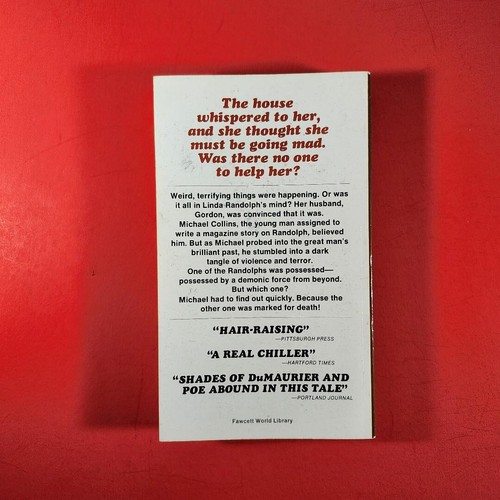 The house
whispered to her,
and she thought she
must be going mad.
Was there no one
to help her?
Weird, terrifying things were happening. Or was
it all in Linda Randolph's mind? Her husband,
Gordon, was convinced that it was.
Michael Collins, the young man assigned to
write a magazine story on Randolph, believed
him. But as Michael probed into the great man's
brilliant past, he stumbled into a dark
tangle of violence and terror.
One of the Randolphs was possessed—
possessed by a demonic force from beyond.
But which one?
Michael had to find out quickly. Because the
other one was marked for death!
“HAIR-RAISING”
—PITTSBURGH PRESS
“A REAL CHILLER”
—HARTFORD TIMES
“SHADES OF DuMAURIER AND
POE ABOUND IN THIS TALE”
—PORTLAND JOURNAL
Fawcett World Library